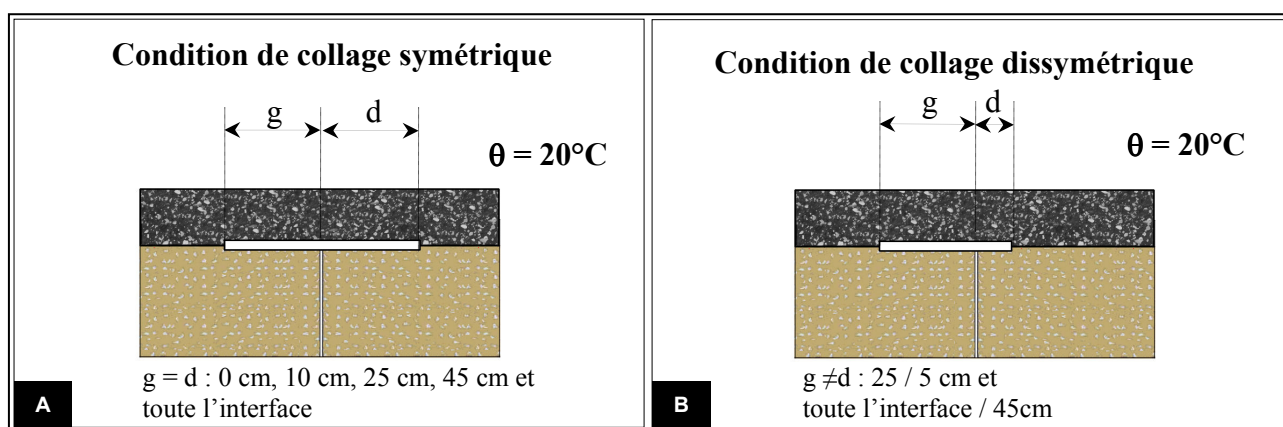 Condition de collage symétrique
g
d
θ = 20°C
g = d : 0 cm, 10 cm, 25 cm, 45 cm et
toute l’interface
A
Condition de collage dissymétrique
g
d
θ = 20°C
g ≠d : 25 / 5 cm et
toute l’interface / 45cm
B